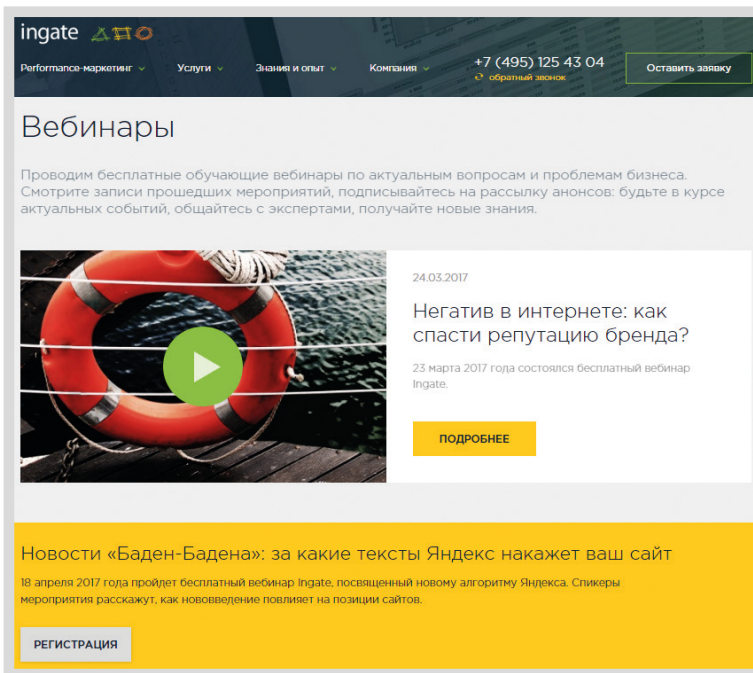 ingate
Performance-маркетинг Услуги Знания и опыт Компания +7 (495) 125 43 04 Оставить заявку
обратный звонок
Вебинары
Проводим бесплатные обучающие вебинары по актуальным вопросам и проблемам бизнеса.
Смотрите записи прошедших мероприятий, подписывайтесь на рассылку анонсов: будьте в курсе
актуальных событий, общайтесь с экспертами, получайте новые знания.
24.03.2017
Негатив в интернете: как
спасти репутацию бренда?
23 марта 2017 года состоялся бесплатный вебинар
Ingate.
ПОДРОБНЕЕ
Новости «Баден-Бадена»: за какие тексты Яндекс накажет ваш сайт
18 апреля 2017 года пройдет бесплатный вебинар Ingate, посвященный новому алгоритму Яндекса. Спикеры
мероприятия расскажут, как нововведение повлияет на позиции сайтов.
РЕГИСТРАЦИЯ